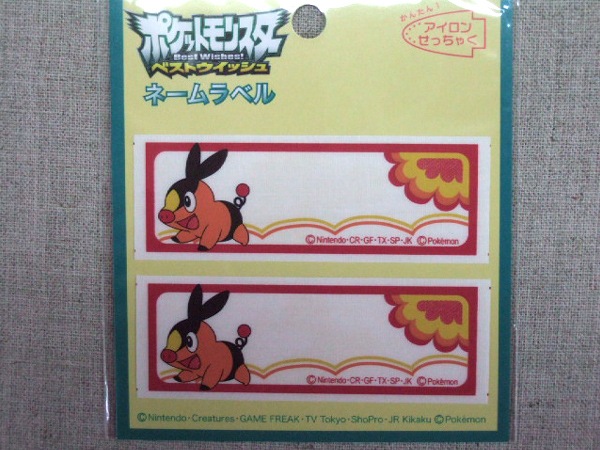 ポケットモンスター
Best Wishes!
ベストウイッシュ
ネームラベル
かんたん!
アイロン
せっちゃく
©Nintendo・CR・GF・TX・SP・JK ©Pokémon
©Nintendo・CR・GF・TX・SP・JK ©Pokémon
©Nintendo・Creatures・GAME FREAK・TV Tokyo・ShoPro・JR Kikaku ©Pokémon